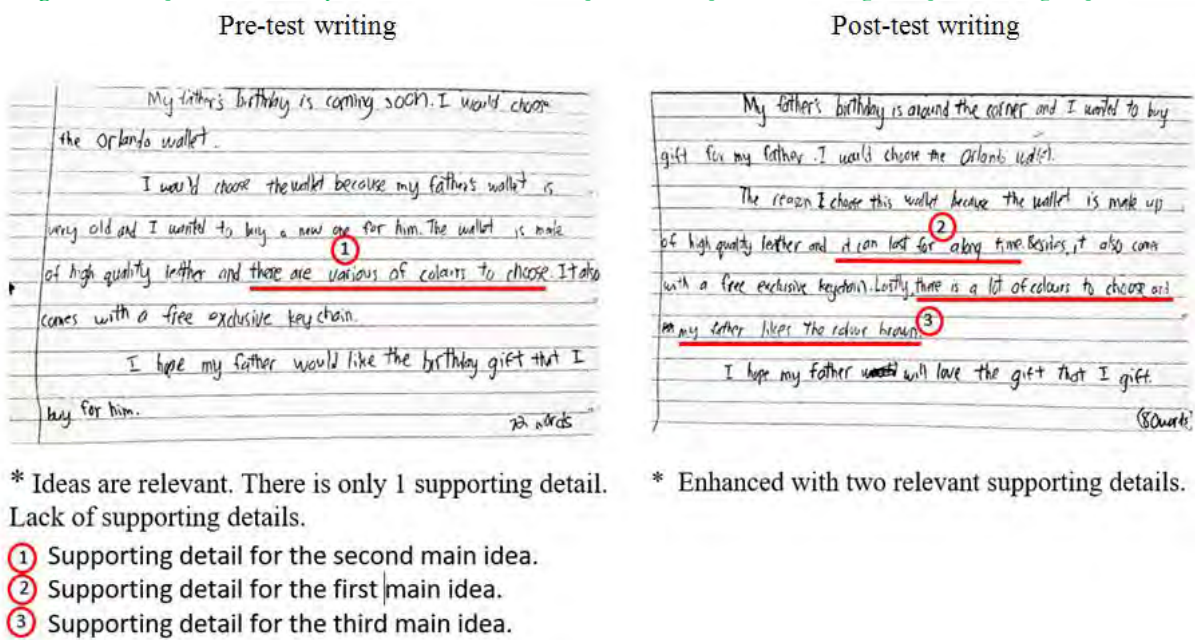 Pre-test writing
My father's birthday is coming soon. I would choose
the Orlando wallet.
I would choose the wallet because my father's wallet is
very old and I wanted to buy a new one for him. The wallet is made
of high quality leather and there are various of colours to choose. It also
comes with a free exclusive keychain.
I hope my father would like the birthday gift that I
buy for him.
72 words
1
* Ideas are relevant. There is only 1 supporting detail.
Lack of supporting details.
1 Supporting detail for the second main idea.
2 Supporting detail for the first main idea.
3 Supporting detail for the third main idea.
Post-test writing
My father's birthday is around the corner and I wanted to buy
gift for my father. I would choose the Orlando
The I choose this wallet because the wallet is make up
of high quality leather and it can last for along time. Besides, it also comes
with a free exclusive keychain. Lastly, there is a lot of colours to choose and
my father likes the colour brown.
I hope my father will love the gift that I gift.
(80 words)
2
3
* Enhanced with two relevant supporting details.